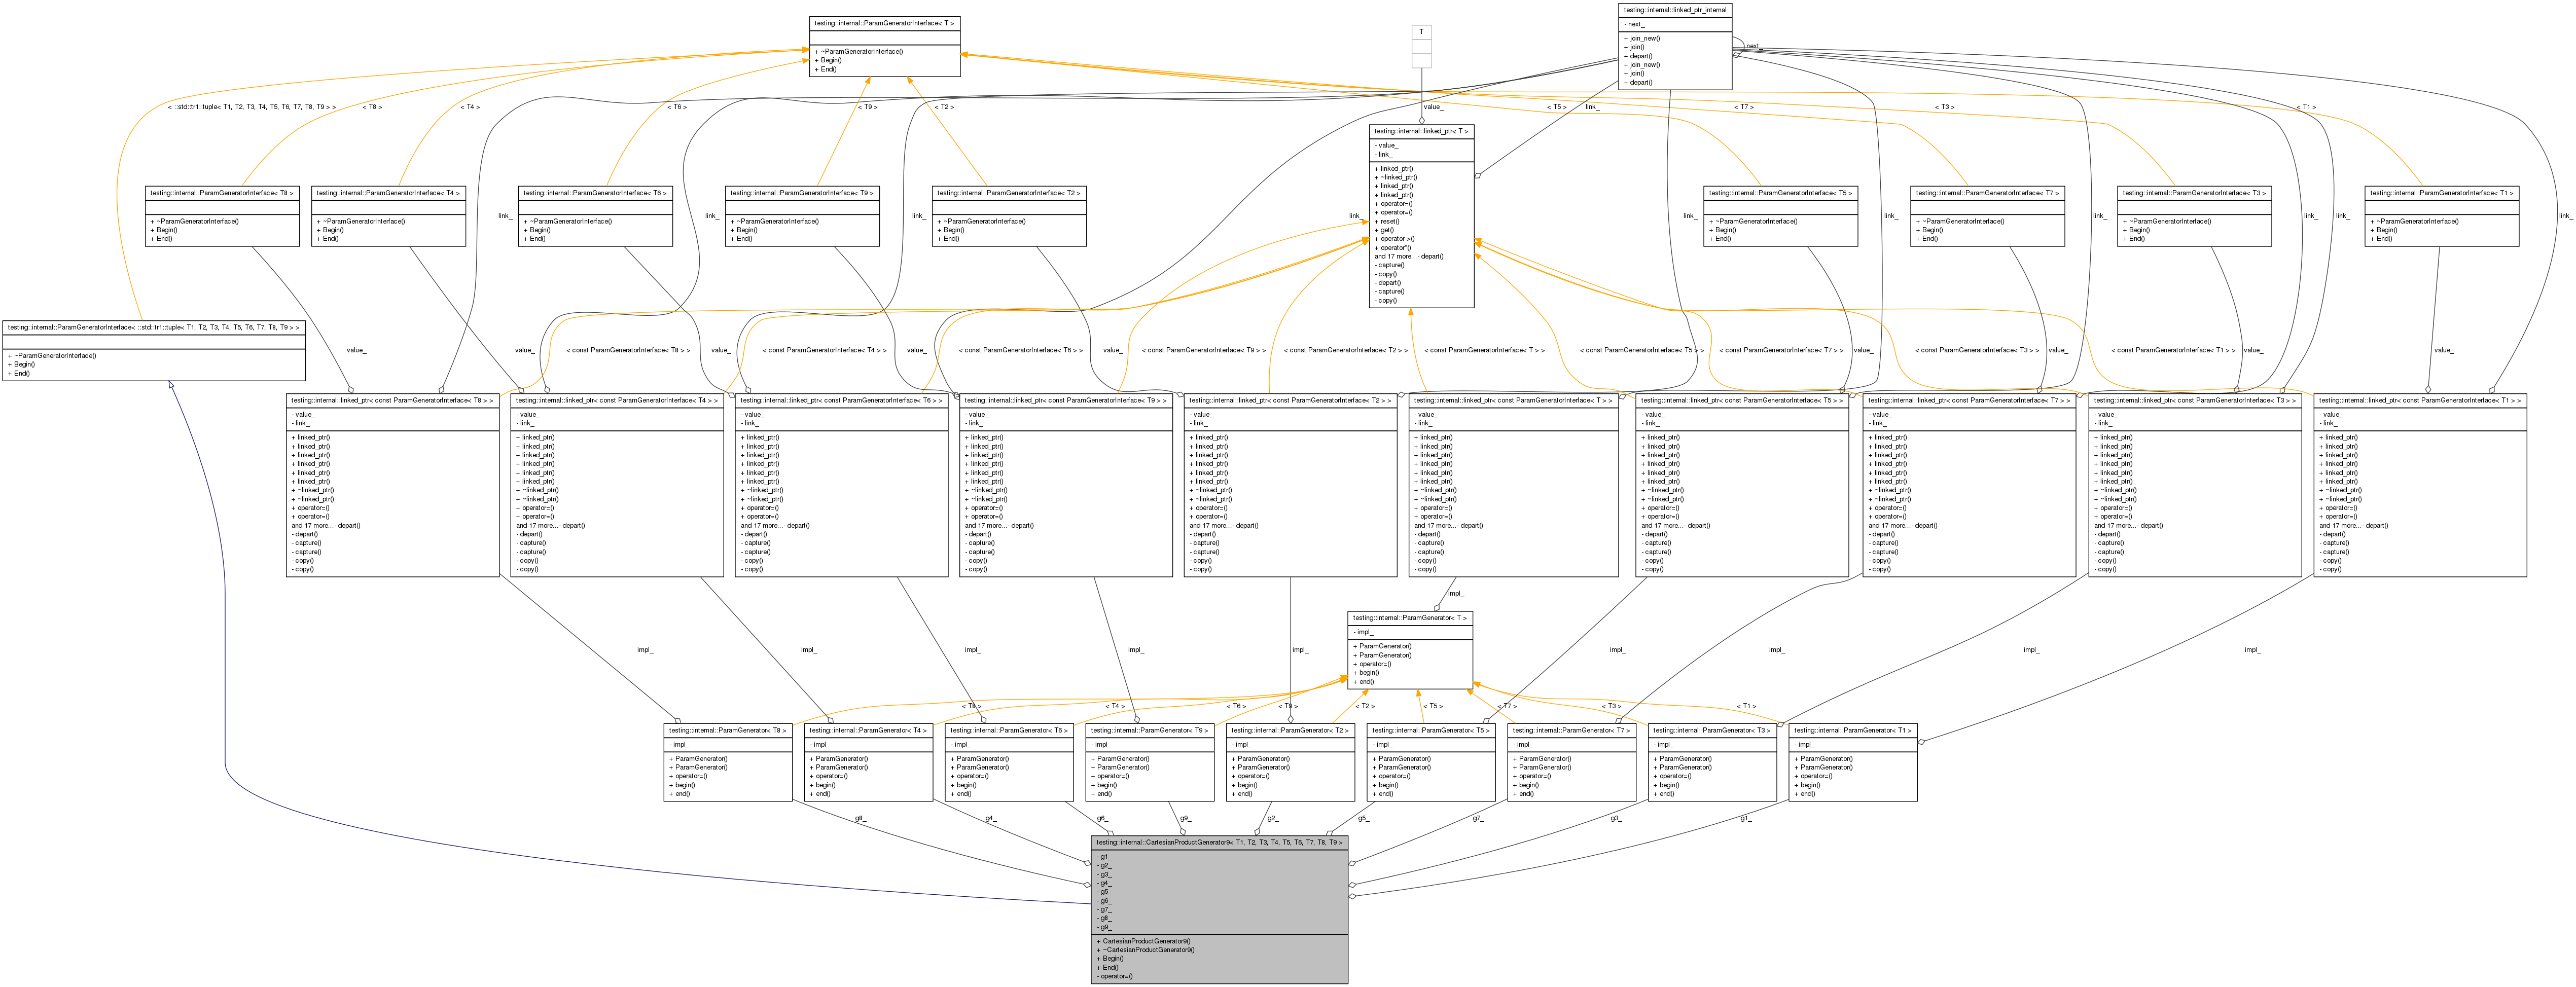 testing::internal::ParamGeneratorInterface< T >
+ ~ParamGeneratorInterface()
+ Begin()
+ End()
T
testing::internal::linked_ptr_internal
- next_
+ join_new()
+ join()
+ depart()
+ join_new()
+ join()
+ depart()
next_
< ::std::tr1::tuple< T1, T2, T3, T4, T5, T6, T7, T8, T9 > >
< T8 >
< T4 >
< T6 >
< T9 >
< T2 >
value_
link_
< T5 >
< T7 >
< T3 >
< T1 >
testing::internal::linked_ptr< T >
- value_
- link_
+ linked_ptr()
+ ~linked_ptr()
+ linked_ptr()
+ linked_ptr()
+ operator=()
+ operator=()
+ reset()
+ get()
+ operator->()
+ operator*()
and 17 more...- depart()
- capture()
- copy()
- depart()
- capture()
- copy()
testing::internal::ParamGeneratorInterface< T8 >
+ ~ParamGeneratorInterface()
+ Begin()
+ End()
testing::internal::ParamGeneratorInterface< T4 >
+ ~ParamGeneratorInterface()
+ Begin()
+ End()
testing::internal::ParamGeneratorInterface< T6 >
+ ~ParamGeneratorInterface()
+ Begin()
+ End()
testing::internal::ParamGeneratorInterface< T9 >
+ ~ParamGeneratorInterface()
+ Begin()
+ End()
testing::internal::ParamGeneratorInterface< T2 >
+ ~ParamGeneratorInterface()
+ Begin()
+ End()
testing::internal::ParamGeneratorInterface< T5 >
+ ~ParamGeneratorInterface()
+ Begin()
+ End()
testing::internal::ParamGeneratorInterface< T7 >
+ ~ParamGeneratorInterface()
+ Begin()
+ End()
testing::internal::ParamGeneratorInterface< T3 >
+ ~ParamGeneratorInterface()
+ Begin()
+ End()
testing::internal::ParamGeneratorInterface< T1 >
+ ~ParamGeneratorInterface()
+ Begin()
+ End()
link_
link_
link_
link_
link_
link_
link_
link_
link_
link_
testing::internal::ParamGeneratorInterface< ::std::tr1::tuple< T1, T2, T3, T4, T5, T6, T7, T8, T9 > >
+ ~ParamGeneratorInterface()
+ Begin()
+ End()
value_
< const ParamGeneratorInterface< T8 > >
value_
< const ParamGeneratorInterface< T4 > >
value_
< const ParamGeneratorInterface< T6 > >
value_
< const ParamGeneratorInterface< T9 > >
value_
< const ParamGeneratorInterface< T2 > >
< const ParamGeneratorInterface< T > >
< const ParamGeneratorInterface< T5 > >
< const ParamGeneratorInterface< T7 > >
value_
< const ParamGeneratorInterface< T3 > >
value_
< const ParamGeneratorInterface< T1 > >
value_
value_
testing::internal::linked_ptr< const ParamGeneratorInterface< T8 > >
- value_
- link_
+ linked_ptr()
+ linked_ptr()
+ linked_ptr()
+ linked_ptr()
+ linked_ptr()
+ linked_ptr()
+ ~linked_ptr()
+ ~linked_ptr()
+ operator=()
+ operator=()
and 17 more...- depart()
- depart()
- capture()
- capture()
- copy()
- copy()
testing::internal::linked_ptr< const ParamGeneratorInterface< T4 > >
- value_
- link_
+ linked_ptr()
+ linked_ptr()
+ linked_ptr()
+ linked_ptr()
+ linked_ptr()
+ linked_ptr()
+ ~linked_ptr()
+ ~linked_ptr()
+ operator=()
+ operator=()
and 17 more...- depart()
- depart()
- capture()
- capture()
- copy()
- copy()
testing::internal::linked_ptr< const ParamGeneratorInterface< T6 > >
- value_
- link_
+ linked_ptr()
+ linked_ptr()
+ linked_ptr()
+ linked_ptr()
+ linked_ptr()
+ linked_ptr()
+ ~linked_ptr()
+ ~linked_ptr()
+ operator=()
+ operator=()
and 17 more...- depart()
- depart()
- capture()
- capture()
- copy()
- copy()
testing::internal::linked_ptr< const ParamGeneratorInterface< T9 > >
- value_
- link_
+ linked_ptr()
+ linked_ptr()
+ linked_ptr()
+ linked_ptr()
+ linked_ptr()
+ linked_ptr()
+ ~linked_ptr()
+ ~linked_ptr()
+ operator=()
+ operator=()
and 17 more...- depart()
- depart()
- capture()
- capture()
- copy()
- copy()
testing::internal::linked_ptr< const ParamGeneratorInterface< T2 > >
- value_
- link_
+ linked_ptr()
+ linked_ptr()
+ linked_ptr()
+ linked_ptr()
+ linked_ptr()
+ linked_ptr()
+ ~linked_ptr()
+ ~linked_ptr()
+ operator=()
+ operator=()
and 17 more...- depart()
- depart()
- capture()
- capture()
- copy()
- copy()
testing::internal::linked_ptr< const ParamGeneratorInterface< T > >
- value_
- link_
+ linked_ptr()
+ linked_ptr()
+ linked_ptr()
+ linked_ptr()
+ linked_ptr()
+ linked_ptr()
+ ~linked_ptr()
+ ~linked_ptr()
+ operator=()
+ operator=()
and 17 more...- depart()
- depart()
- capture()
- capture()
- copy()
- copy()
testing::internal::linked_ptr< const ParamGeneratorInterface< T5 > >
- value_
- link_
+ linked_ptr()
+ linked_ptr()
+ linked_ptr()
+ linked_ptr()
+ linked_ptr()
+ linked_ptr()
+ ~linked_ptr()
+ ~linked_ptr()
+ operator=()
+ operator=()
and 17 more...- depart()
- depart()
- capture()
- capture()
- copy()
- copy()
testing::internal::linked_ptr< const ParamGeneratorInterface< T7 > >
- value_
- link_
+ linked_ptr()
+ linked_ptr()
+ linked_ptr()
+ linked_ptr()
+ linked_ptr()
+ linked_ptr()
+ ~linked_ptr()
+ ~linked_ptr()
+ operator=()
+ operator=()
and 17 more...- depart()
- depart()
- capture()
- capture()
- copy()
- copy()
testing::internal::linked_ptr< const ParamGeneratorInterface< T3 > >
- value_
- link_
+ linked_ptr()
+ linked_ptr()
+ linked_ptr()
+ linked_ptr()
+ linked_ptr()
+ linked_ptr()
+ ~linked_ptr()
+ ~linked_ptr()
+ operator=()
+ operator=()
and 17 more...- depart()
- depart()
- capture()
- capture()
- copy()
- copy()
testing::internal::linked_ptr< const ParamGeneratorInterface< T1 > >
- value_
- link_
+ linked_ptr()
+ linked_ptr()
+ linked_ptr()
+ linked_ptr()
+ linked_ptr()
+ linked_ptr()
+ ~linked_ptr()
+ ~linked_ptr()
+ operator=()
+ operator=()
and 17 more...- depart()
- depart()
- capture()
- capture()
- copy()
- copy()
impl_
testing::internal::ParamGenerator< T >
- impl_
+ ParamGenerator()
+ ParamGenerator()
+ operator=()
+ begin()
+ end()
impl_
impl_
impl_
impl_
impl_
impl_
impl_
impl_
impl_
< T8 >
< T4 >
< T6 >
< T9 >
< T2 >
< T5 >
< T7 >
< T3 >
< T1 >
testing::internal::ParamGenerator< T8 >
- impl_
+ ParamGenerator()
+ ParamGenerator()
+ operator=()
+ begin()
+ end()
testing::internal::ParamGenerator< T4 >
- impl_
+ ParamGenerator()
+ ParamGenerator()
+ operator=()
+ begin()
+ end()
testing::internal::ParamGenerator< T6 >
- impl_
+ ParamGenerator()
+ ParamGenerator()
+ operator=()
+ begin()
+ end()
testing::internal::ParamGenerator< T9 >
- impl_
+ ParamGenerator()
+ ParamGenerator()
+ operator=()
+ begin()
+ end()
testing::internal::ParamGenerator< T2 >
- impl_
+ ParamGenerator()
+ ParamGenerator()
+ operator=()
+ begin()
+ end()
testing::internal::ParamGenerator< T5 >
- impl_
+ ParamGenerator()
+ ParamGenerator()
+ operator=()
+ begin()
+ end()
testing::internal::ParamGenerator< T7 >
- impl_
+ ParamGenerator()
+ ParamGenerator()
+ operator=()
+ begin()
+ end()
testing::internal::ParamGenerator< T3 >
- impl_
+ ParamGenerator()
+ ParamGenerator()
+ operator=()
+ begin()
+ end()
testing::internal::ParamGenerator< T1 >
- impl_
+ ParamGenerator()
+ ParamGenerator()
+ operator=()
+ begin()
+ end()
g8_
g4_
g6_
g9_
g2_
g5_
g7_
g3_
g1_
testing::internal::CartesianProductGenerator9< T1, T2, T3, T4, T5, T6, T7, T8, T9 >
- g1_
- g2_
- g3_
- g4_
- g5_
- g6_
- g7_
- g8_
- g9_
+ CartesianProductGenerator9()
+ ~CartesianProductGenerator9()
+ Begin()
+ End()
- operator=()